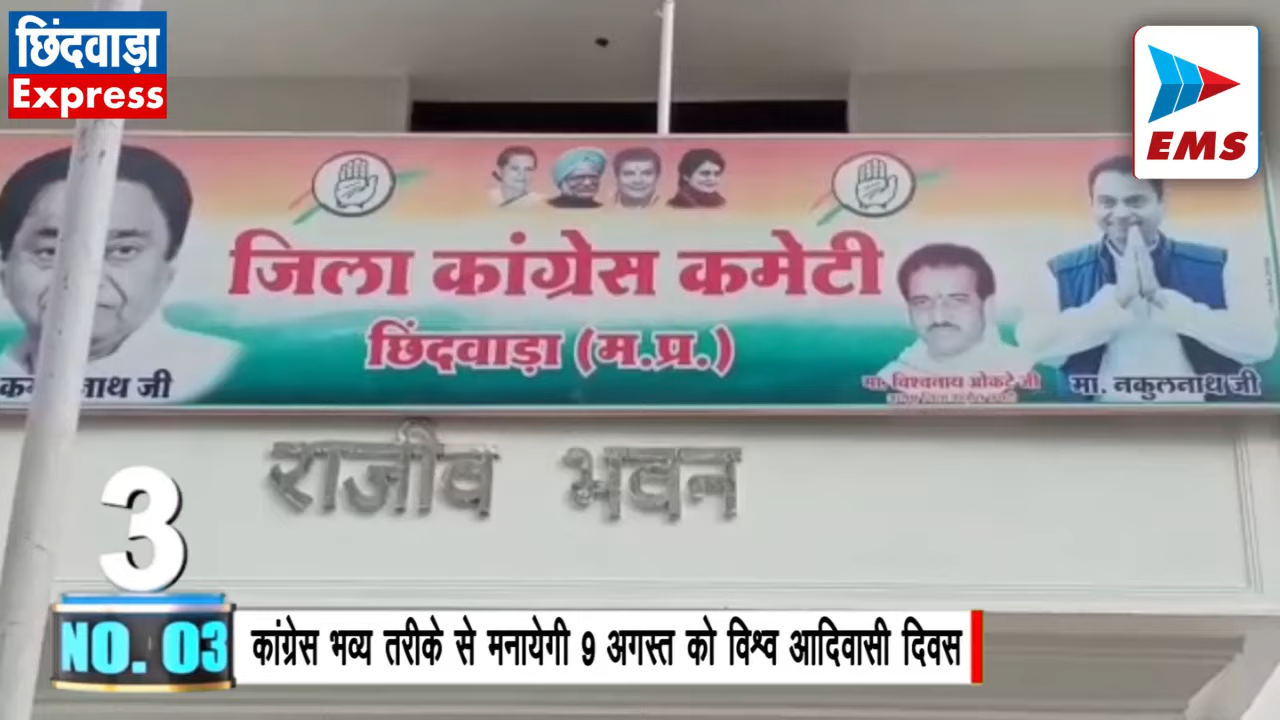 छिंदवाड़ा
Express
EMS
जिला कांग्रेस कमेटी
छिंदवाड़ा (म.प्र.)
नाथ जी
मा. विश्वनाथ ओकटे जी
मा. नकुलनाथ जी
राजीव भवन
3
NO. 03
कांग्रेस भव्य तरीके से मनायेगी 9 अगस्त को विश्व आदिवासी दिवस